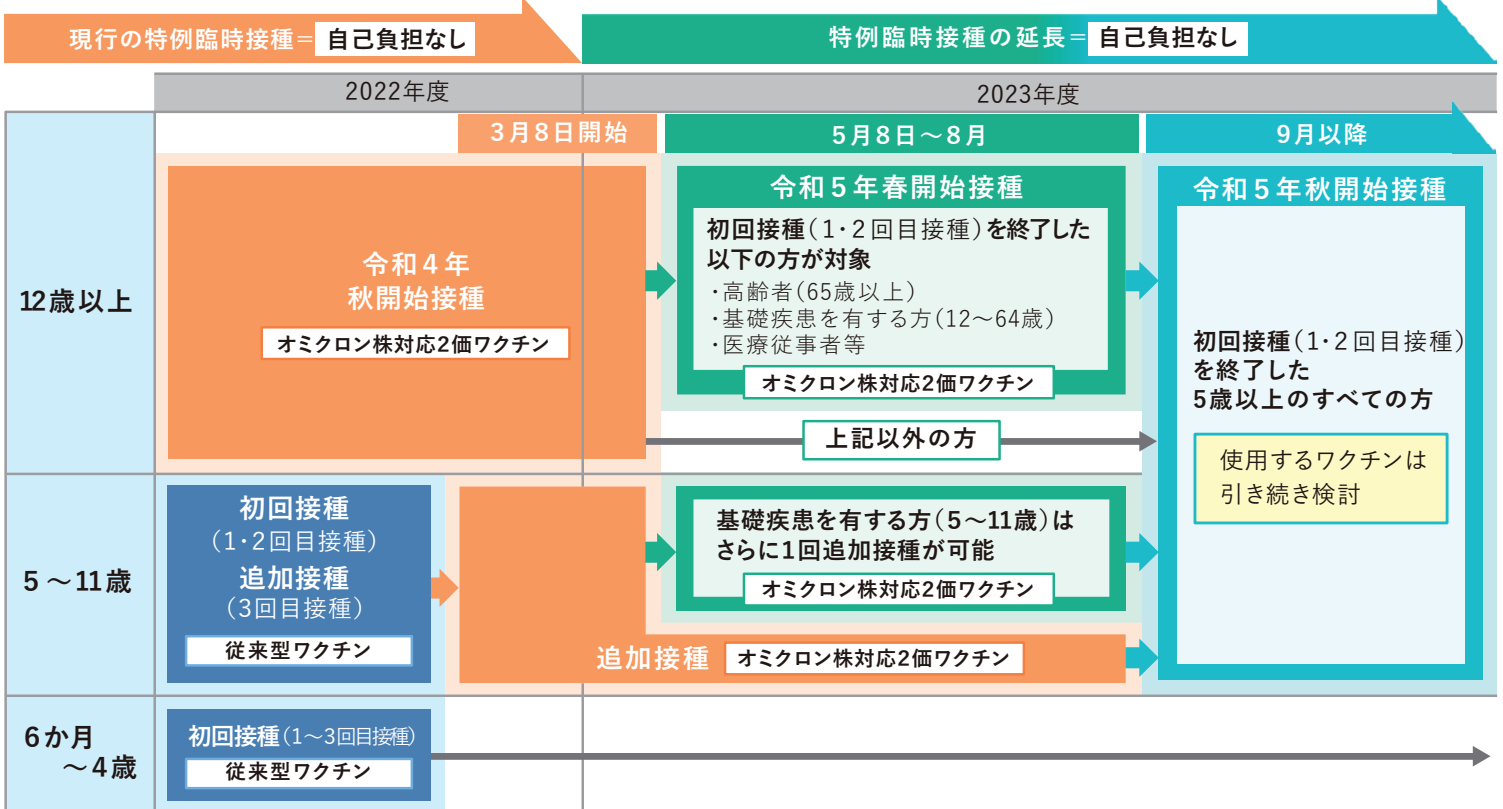 現行の特例臨時接種＝ 自己負担なし
特例臨時接種の延長＝ 自己負担なし
2022年度
2023年度
3月8日開始
5月8日～8月
9月以降
12歳以上
令和4年
秋開始接種
オミクロン株対応2価ワクチン
令和5年春開始接種
初回接種（1・2回目接種）を終了した
以下の方が対象
・高齢者（65歳以上）
・基礎疾患を有する方（12～64歳）
・医療従事者等
オミクロン株対応2価ワクチン
上記以外の方
令和5年秋開始接種
初回接種（1・2回目接種）
を終了した
5歳以上のすべての方
使用するワクチンは
引き続き検討
5～11歳
初回接種
（1・2回目接種）
追加接種
（3回目接種）
従来型ワクチン
基礎疾患を有する方（5～11歳）は
さらに1回追加接種が可能
オミクロン株対応2価ワクチン
追加接種 オミクロン株対応2価ワクチン
6か月
～4歳
初回接種（1～3回目接種）
従来型ワクチン